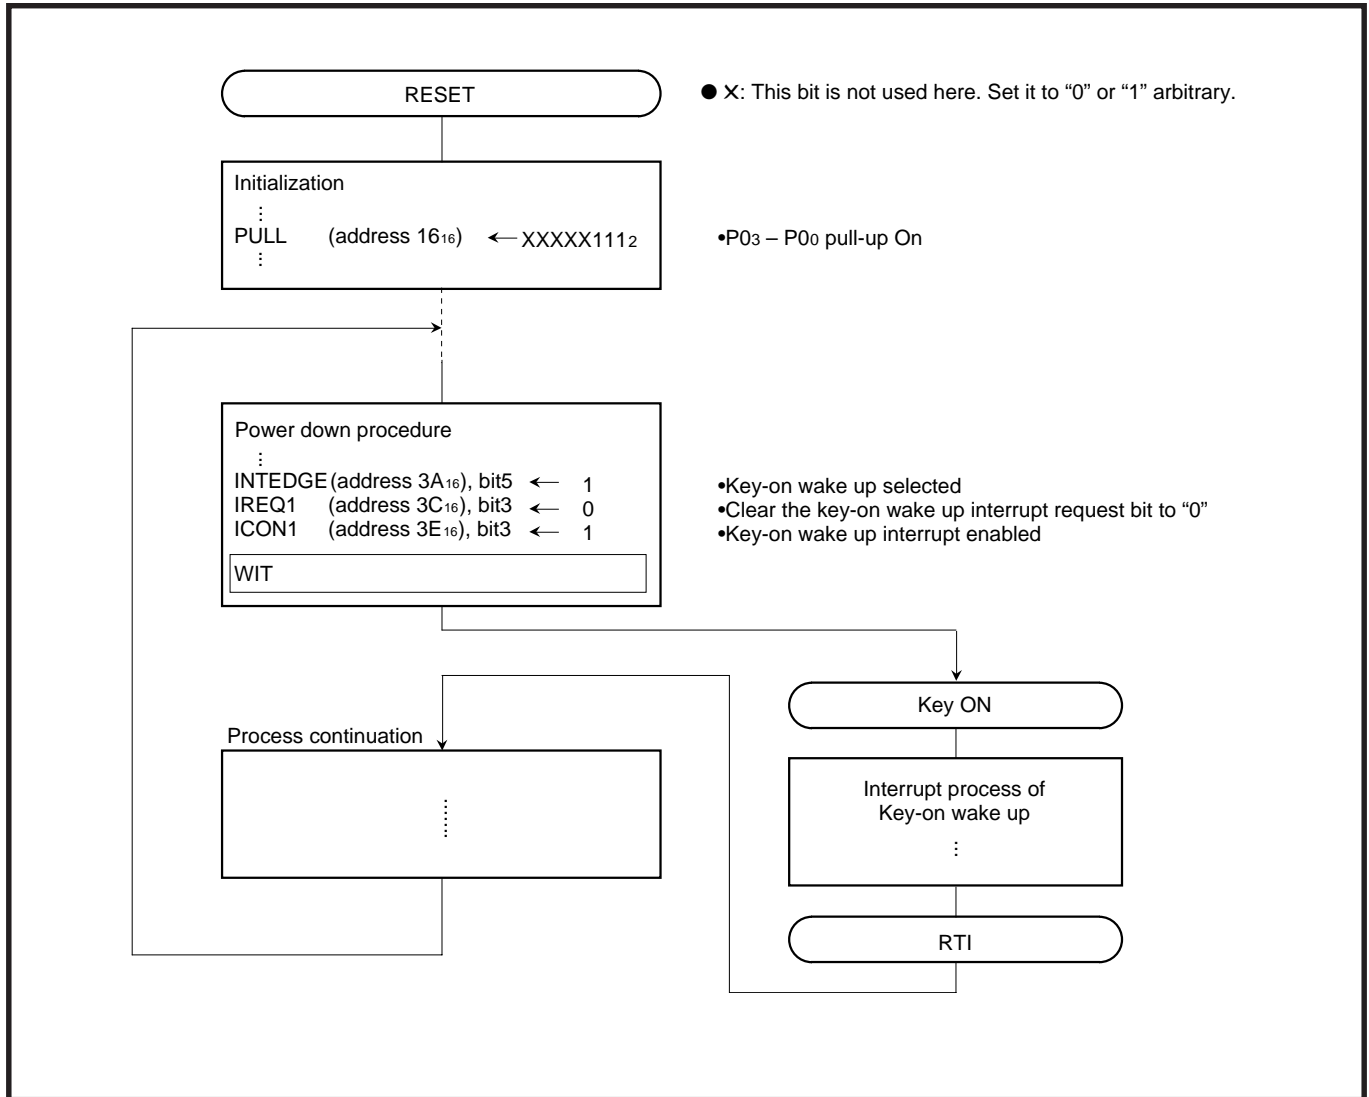 RESET
● X: This bit is not used here. Set it to “0” or “1” arbitrary.
Initialization
⋮
PULL (address 16₁₆) ← XXXXX111₂ •P0₃ – P0₀ pull-up On
⋮
Power down procedure
⋮
INTEDGE (address 3A₁₆), bit5 ← 1 •Key-on wake up selected
IREQ1 (address 3C₁₆), bit3 ← 0 •Clear the key-on wake up interrupt request bit to “0”
ICON1 (address 3E₁₆), bit3 ← 1 •Key-on wake up interrupt enabled
WIT
Key ON
Process continuation
Interrupt process of
Key-on wake up
⋮
RTI